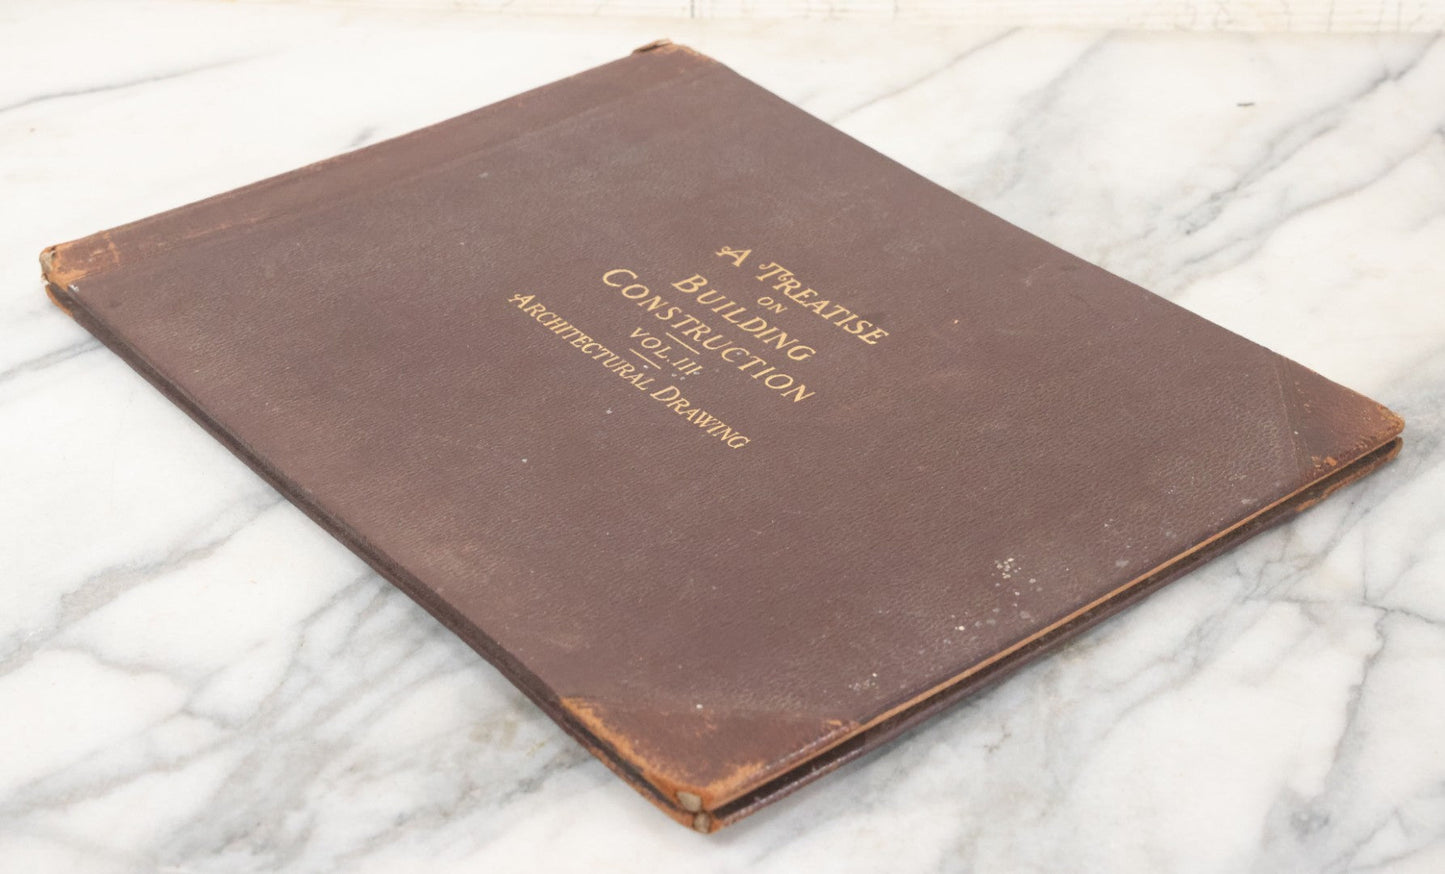 A TREATISE
ON
BUILDING
CONSTRUCTION
VOL. III
ARCHITECTURAL DRAWING